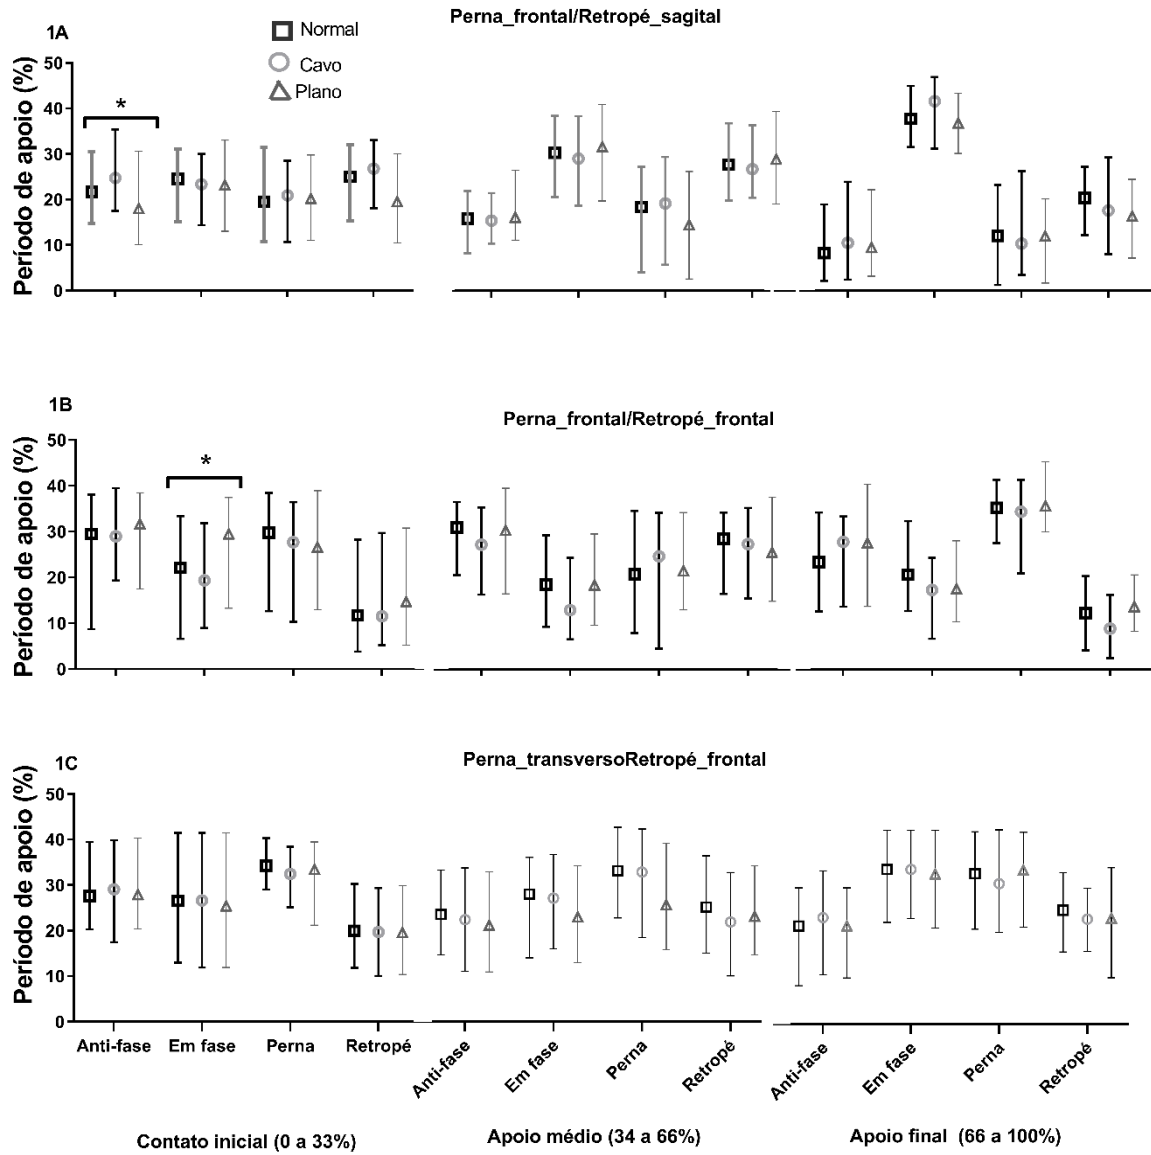 Perna_frontal/Retropé_sagital
1A
Normal
Cavo
Plano
Período de apoio (%)
50
40
30
20
10
0
*
1B
Perna_frontal/Retropé_frontal
Período de apoio (%)
50
40
30
20
10
0
*
1C
Perna_transversoRetropé_frontal
Período de apoio (%)
50
40
30
20
10
0
Anti-fase Em fase Perna Retropé
Anti-fase Em fase Perna Retropé
Anti-fase Em fase Perna Retropé
Contato inicial (0 a 33%)
Apoio médio (34 a 66%)
Apoio final (66 a 100%)